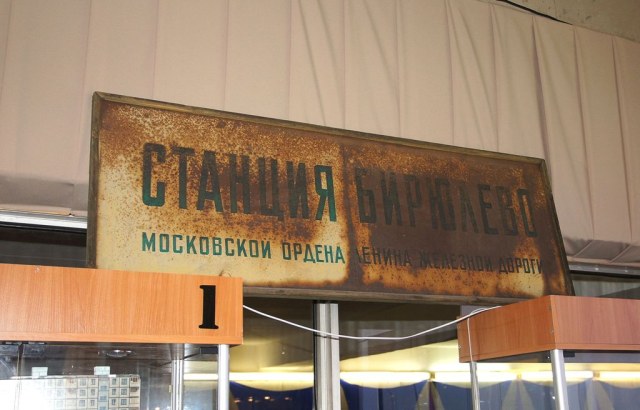 СТАНЦИЯ БИРЮЛЕВО
МОСКОВСКОЙ ОРДЕНА ЛЕНИНА ЖЕЛЕЗНОЙ ДОРОГИ
1